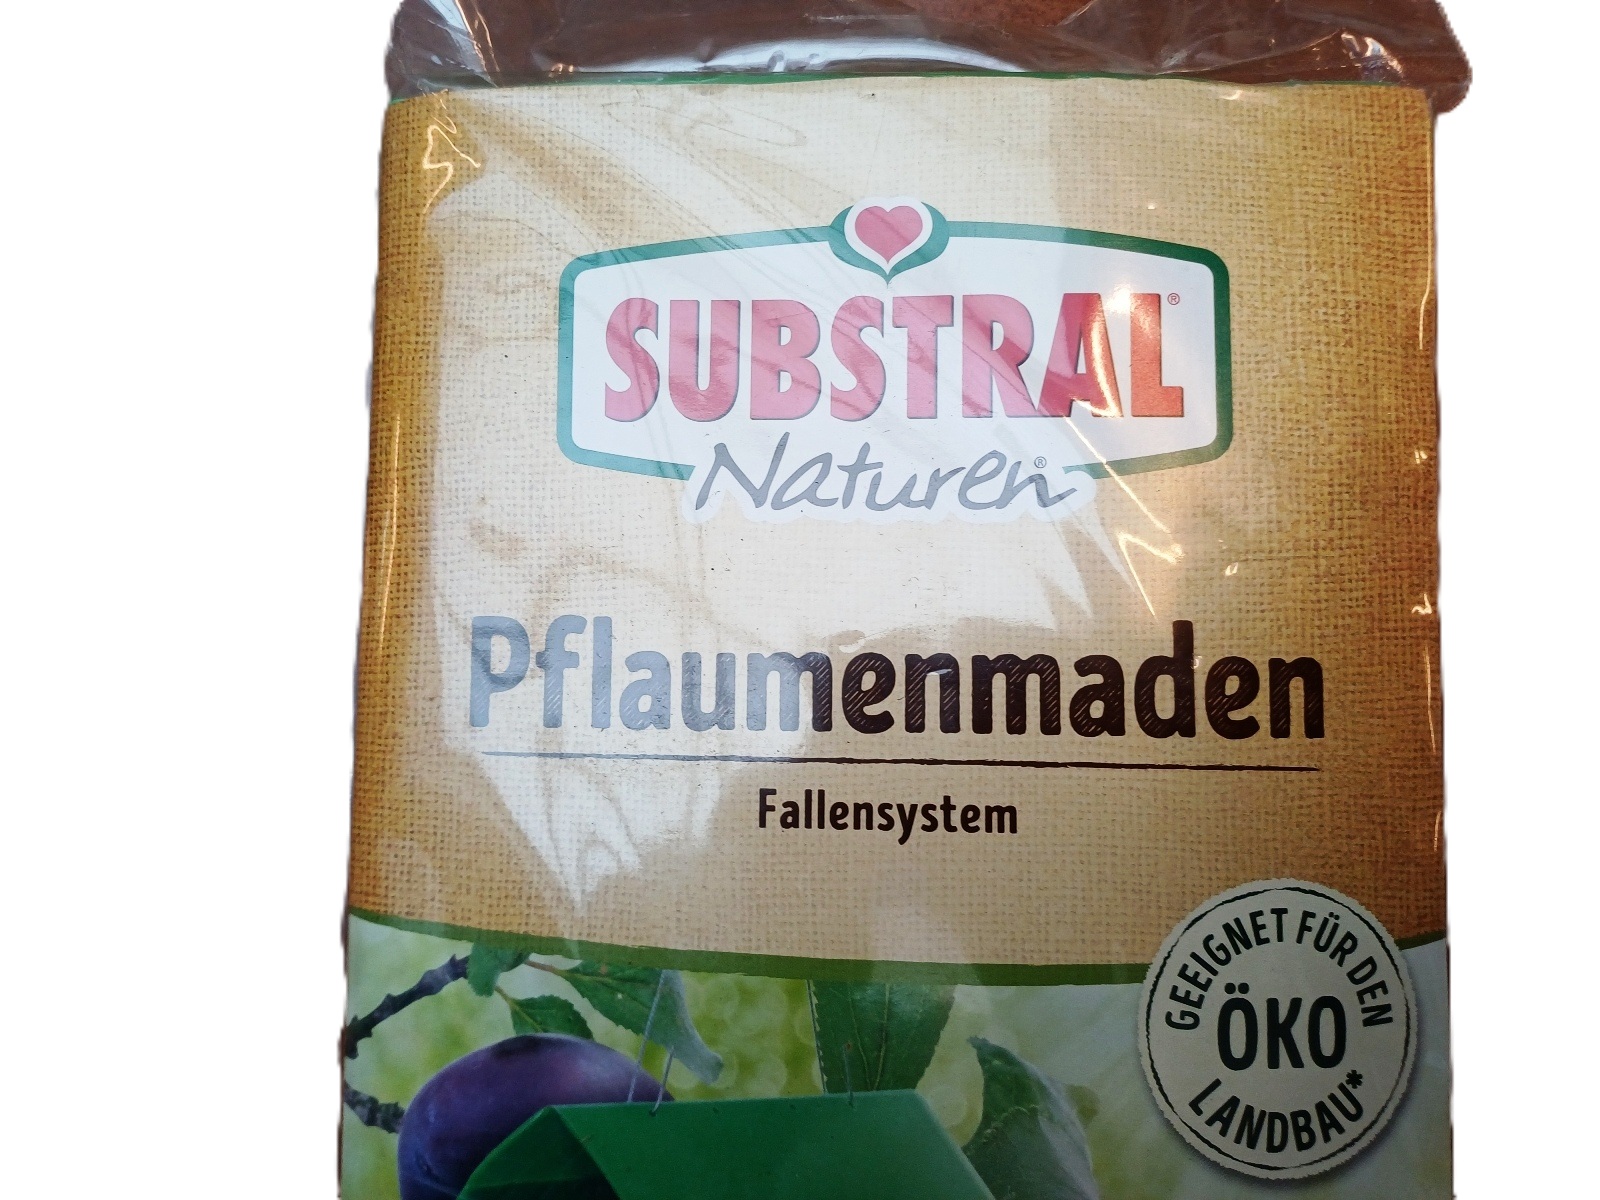 SUBSTRAL®
Naturen®
Pflaumenmaden
Fallensystem
GEEIGNET FÜR DEN
ÖKO
LANDBAU*